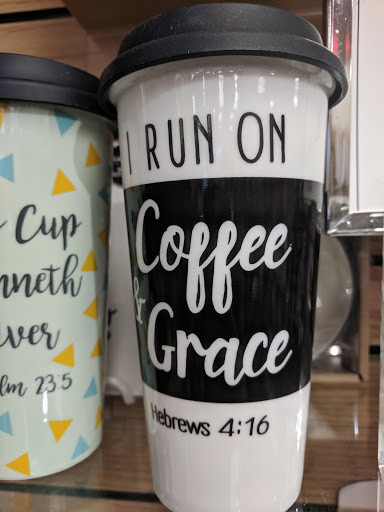 I RUN ON
Coffee
& Grace
Hebrews 4:16
Cup
nneth
ver
lm 23:5